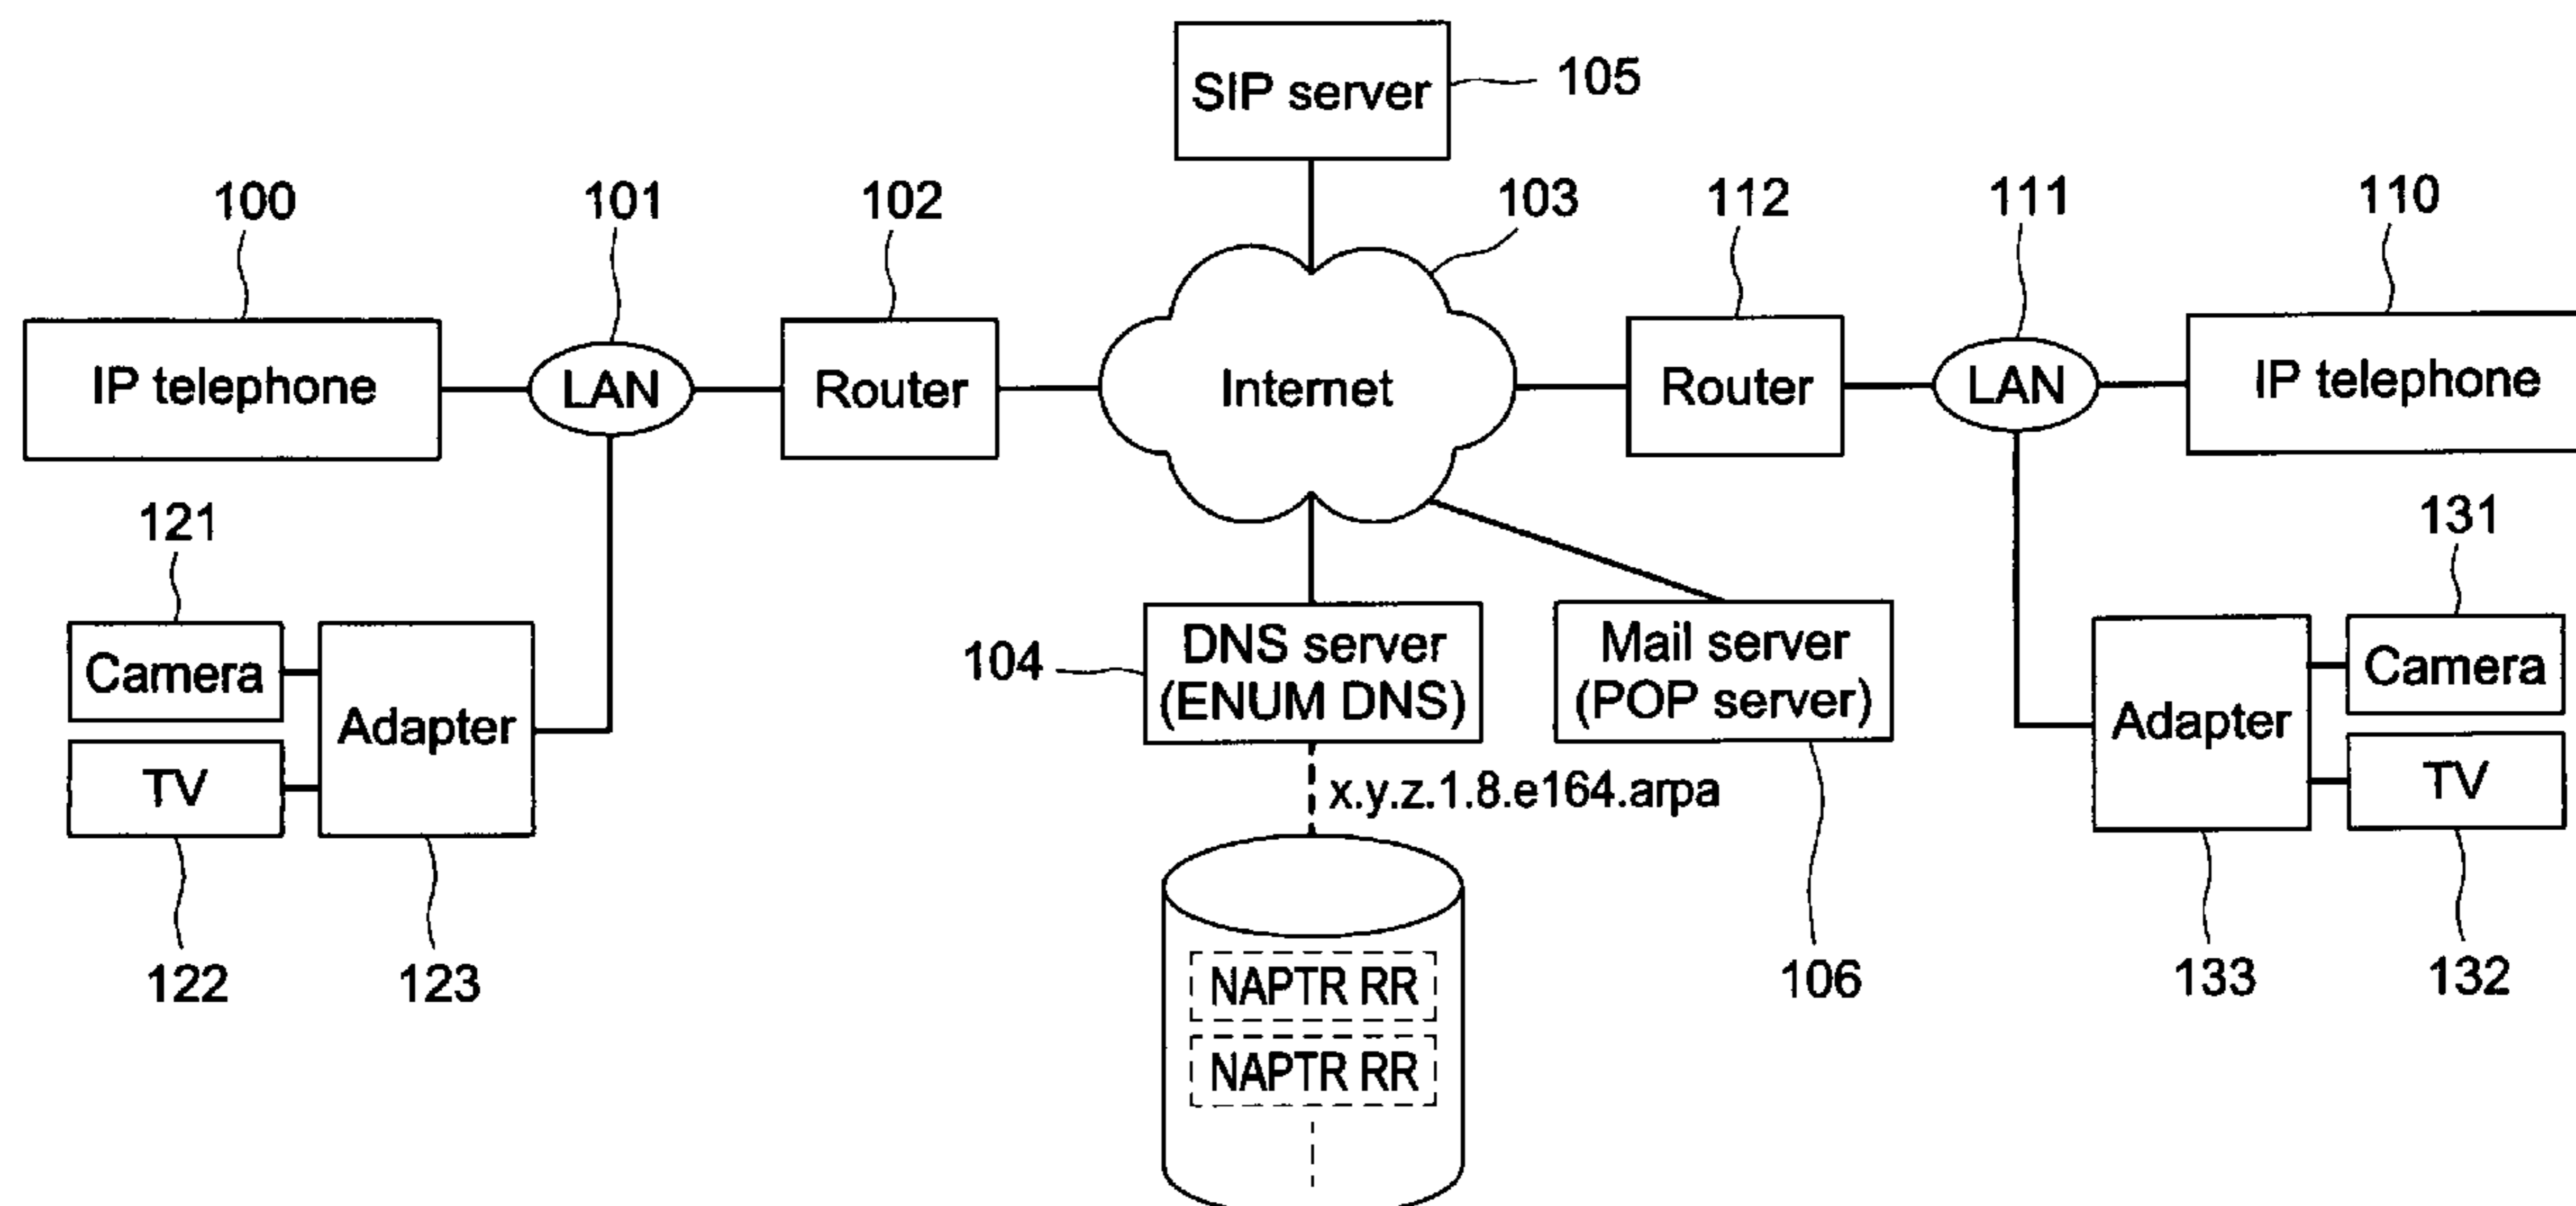 SIP server
105
100
101
102
103
112
111
110
IP telephone
LAN
Router
Internet
Router
LAN
IP telephone
121
131
Camera
TV
Adapter
104
DNS server
(ENUM DNS)
Mail server
(POP server)
Adapter
Camera
TV
x.y.z.1.8.e164.arpa
122
123
NAPTR RR
NAPTR RR
106
133
132